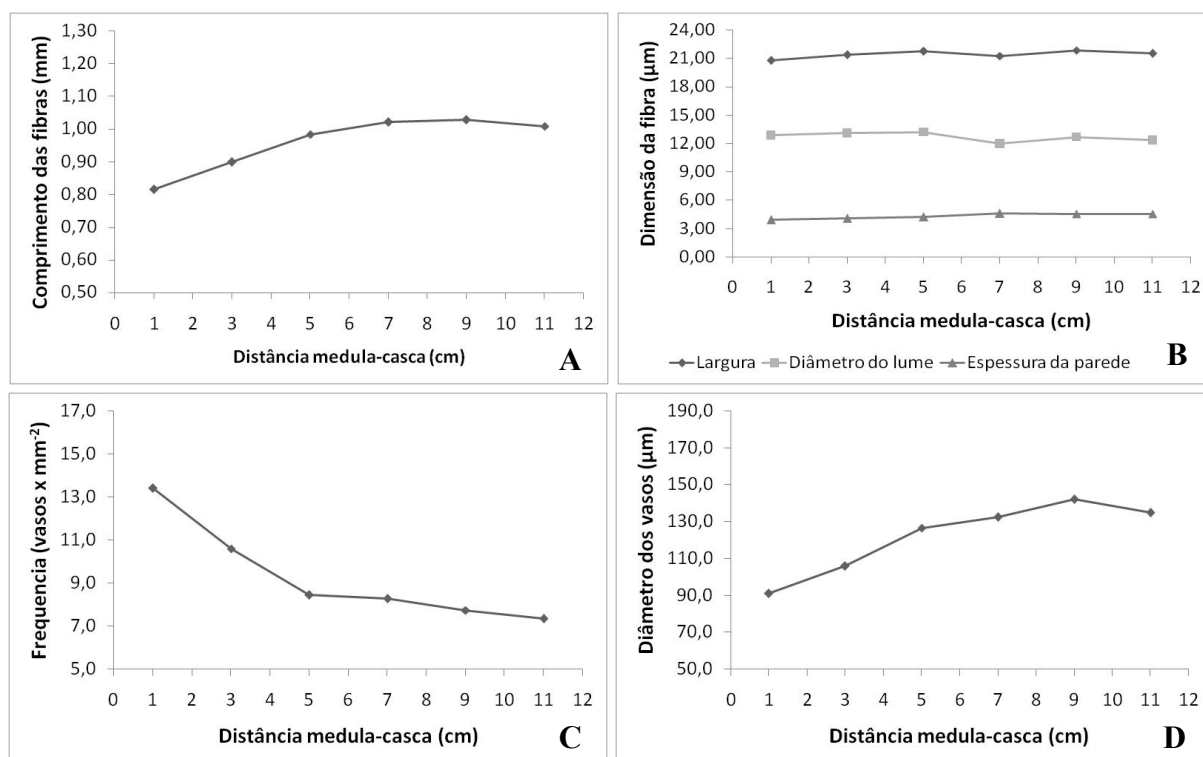 Comprimento das fibras (mm)
1,30
1,20
1,10
1,00
0,90
0,80
0,70
0,60
0,50
0 1 2 3 4 5 6 7 8 9 10 11 12
Distância medula-casca (cm)
A
Dimensão da fibra (µm)
24,00
21,00
18,00
15,00
12,00
9,00
6,00
3,00
0,00
0 1 2 3 4 5 6 7 8 9 10 11 12
Distância medula-casca (cm)
Largura Diâmetro do lume Espessura da parede
B
Frequencia (vasos x mm⁻²)
17,0
15,0
13,0
11,0
9,0
7,0
5,0
0 1 2 3 4 5 6 7 8 9 10 11 12
Distância medula-casca (cm)
C
Diâmetro dos vasos (µm)
190,0
170,0
150,0
130,0
110,0
90,0
70,0
50,0
0 1 2 3 4 5 6 7 8 9 10 11 12
Distância medula-casca (cm)
D